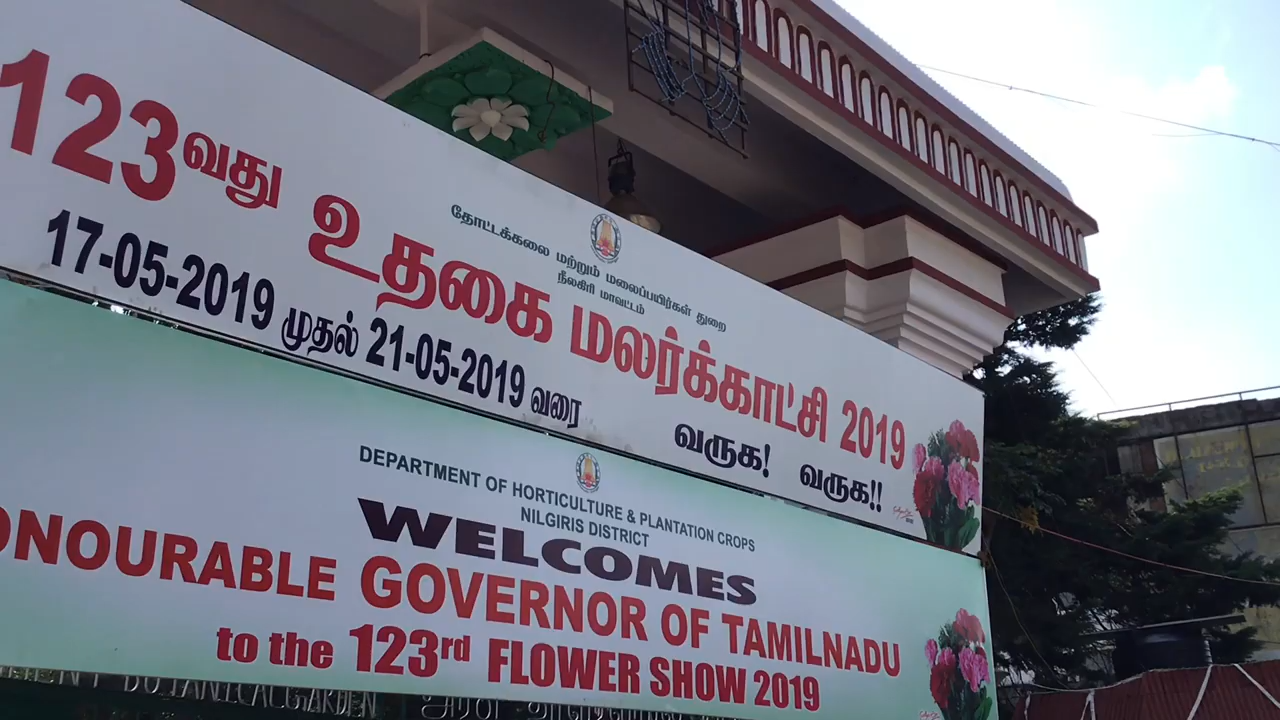 123வது உதகை மலர்க்காட்சி 2019
தோட்டக்கலை மற்றும் மலைப்பயிர்கள் துறை
நீலகிரி மாவட்டம்
17-05-2019 முதல் 21-05-2019 வரை
வருக! வருக!!
DEPARTMENT OF HORTICULTURE & PLANTATION CROPS
NILGIRIS DISTRICT
WELCOMES
ONOURABLE GOVERNOR OF TAMILNADU
to the 123rd FLOWER SHOW 2019
BOTANICAL GARDEN